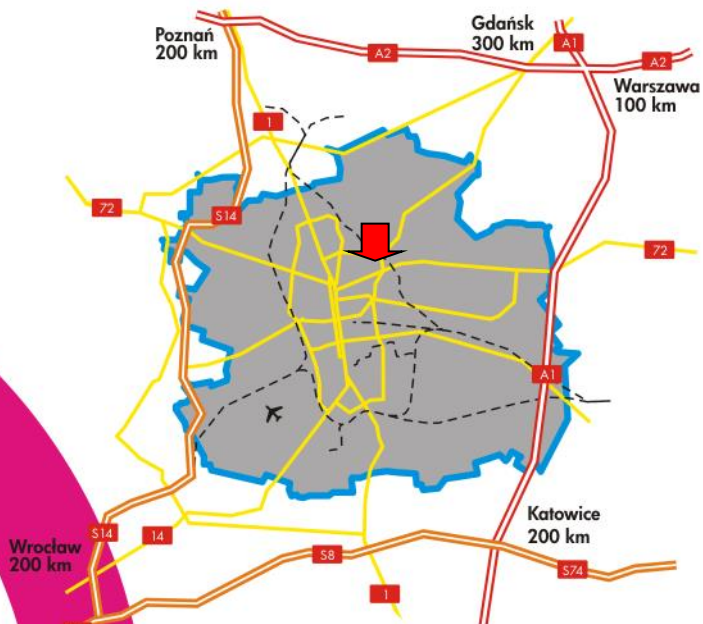 Poznań
200 km
Gdańsk
300 km
A1
A2
A2
Warszawa
100 km
1
72
S14
72
A1
Katowice
200 km
S14
14
Wrocław
200 km
S8
S74
1